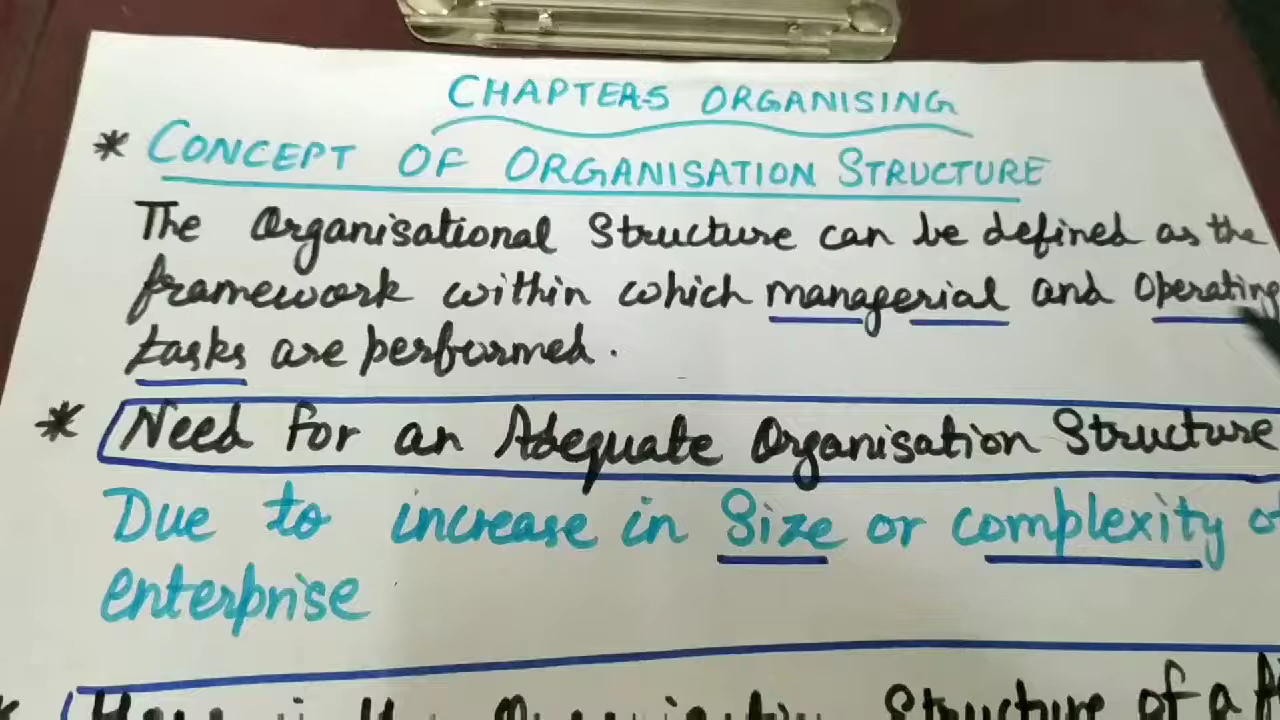 CHAPTER-5 ORGANISING
* CONCEPT OF ORGANISATION STRUCTURE
The Organisational Structure can be defined as the
framework within which managerial and Operating
tasks are performed.
* Need for an Adequate Organisation Structure
Due to increase in Size or complexity of
enterprise
Structure of a